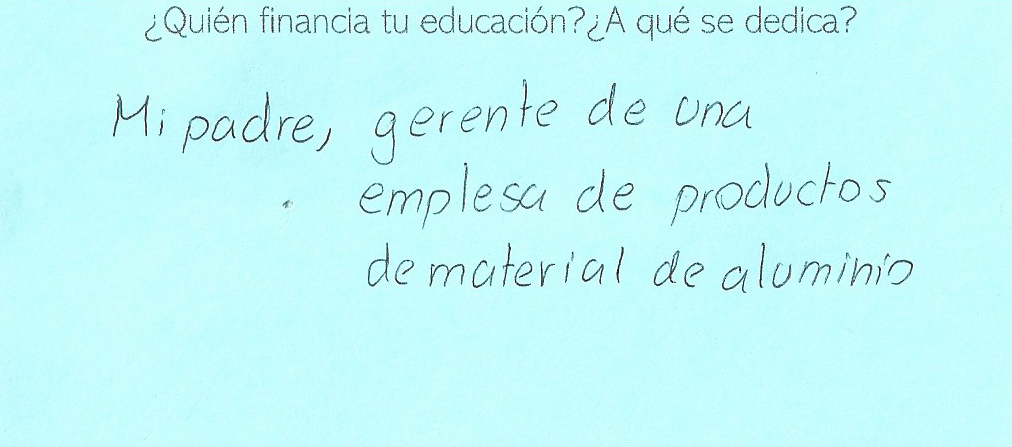 ¿Quién financia tu educación?¿A qué se dedica?
Mi padre, gerente de una
emplesa de productos
de material de aluminio